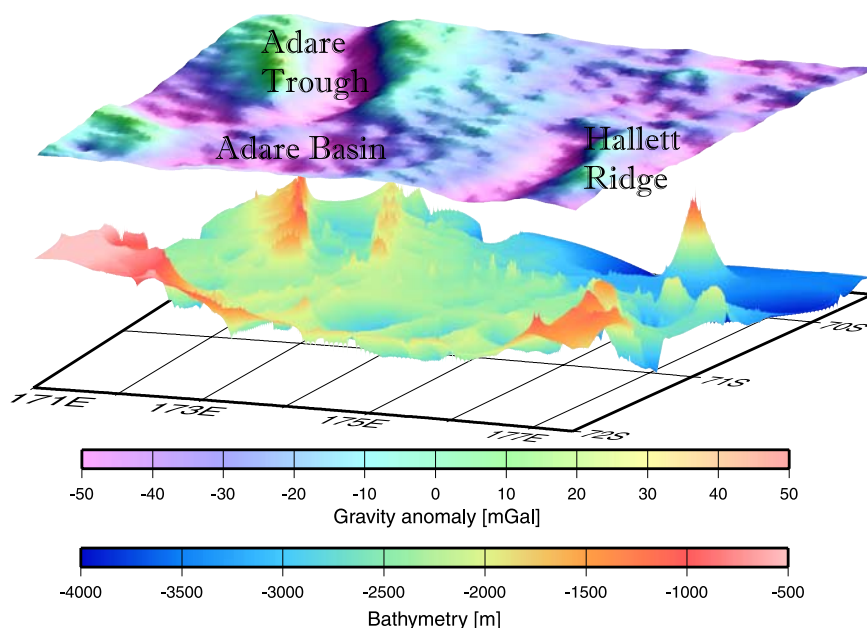 Adare
Trough
Adare Basin
Hallett
Ridge
70S
71S
72S
171E 173E 175E 177E
-50 -40 -30 -20 -10 0 10 20 30 40 50
Gravity anomaly [mGal]
-4000 -3500 -3000 -2500 -2000 -1500 -1000 -500
Bathymetry [m]